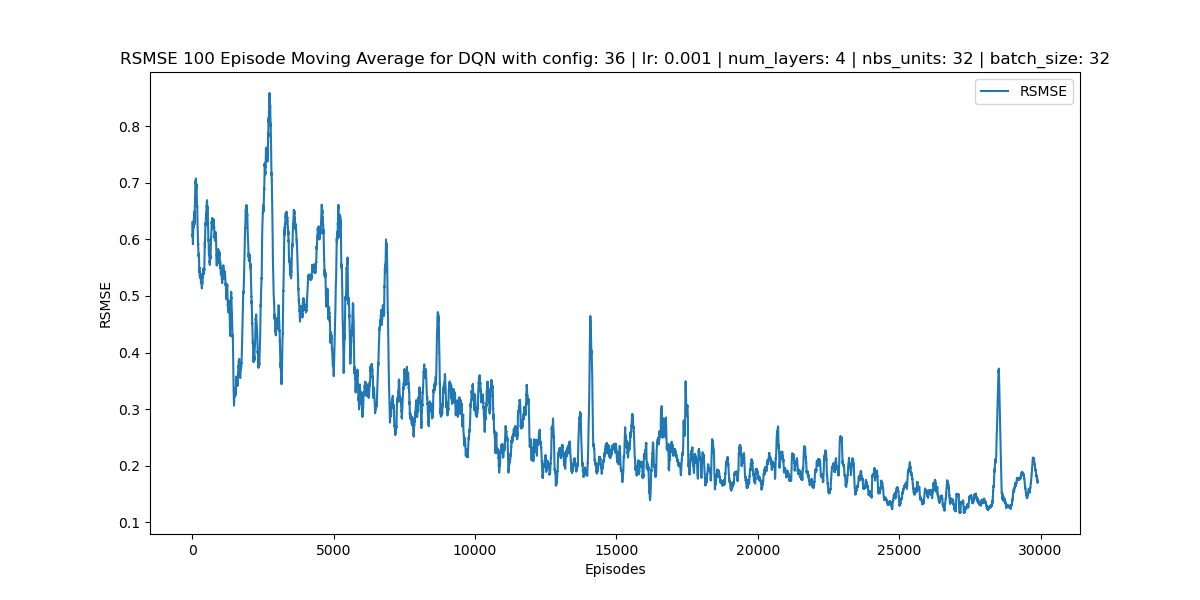 RSMSE 100 Episode Moving Average for DQN with config: 36 | lr: 0.001 | num_layers: 4 | nbs_units: 32 | batch_size: 32
RSMSE
0.8
0.7
0.6
0.5
0.4
0.3
0.2
0.1
RSMSE
0 5000 10000 15000 20000 25000 30000
Episodes